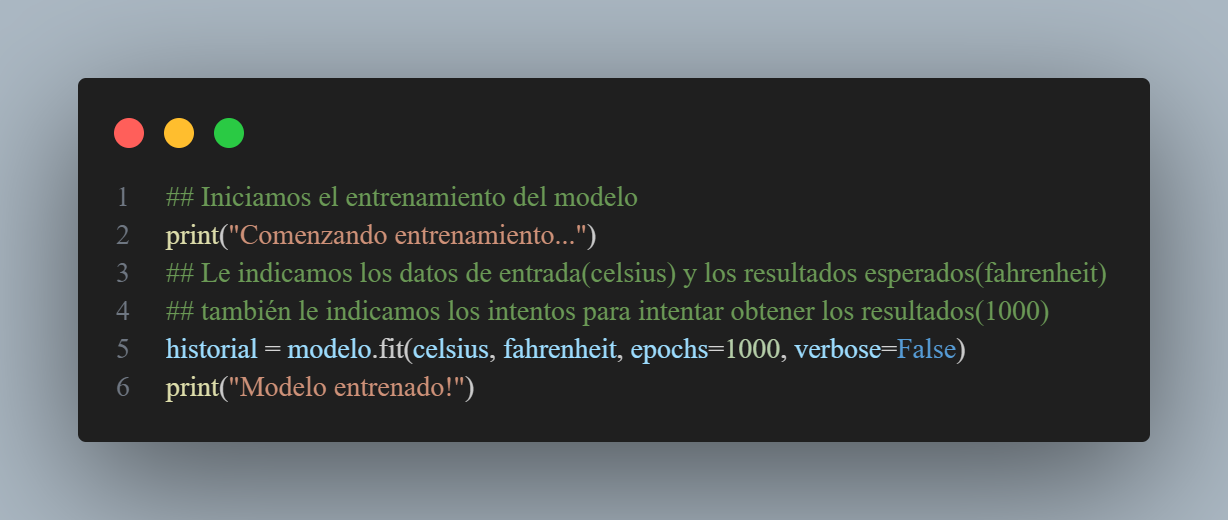 1 ## Iniciamos el entrenamiento del modelo
2 print("Comenzando entrenamiento...")
3 ## Le indicamos los datos de entrada(celsius) y los resultados esperados(fahrenheit)
4 ## también le indicamos los intentos para intentar obtener los resultados(1000)
5 historial = modelo.fit(celsius, fahrenheit, epochs=1000, verbose=False)
6 print("Modelo entrenado!")